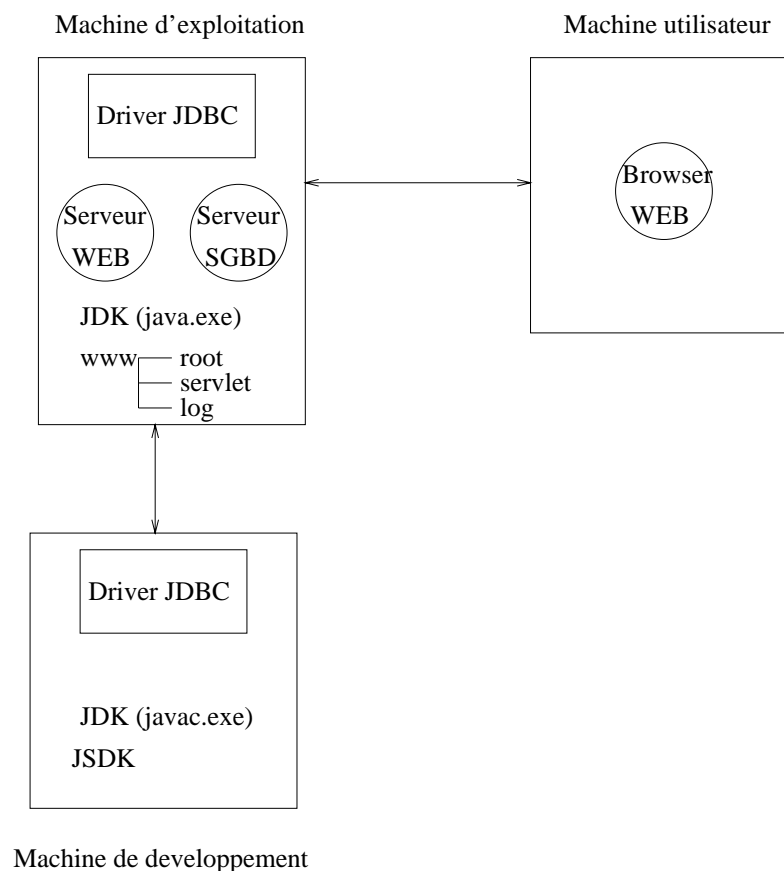 Machine d'exploitation
Machine utilisateur
Driver JDBC
Browser
WEB
Serveur
WEB
Serveur
SGBD
JDK (java.exe)
www
root
servlet
log
Driver JDBC
JDK (javac.exe)
JSDK
Machine de developpement